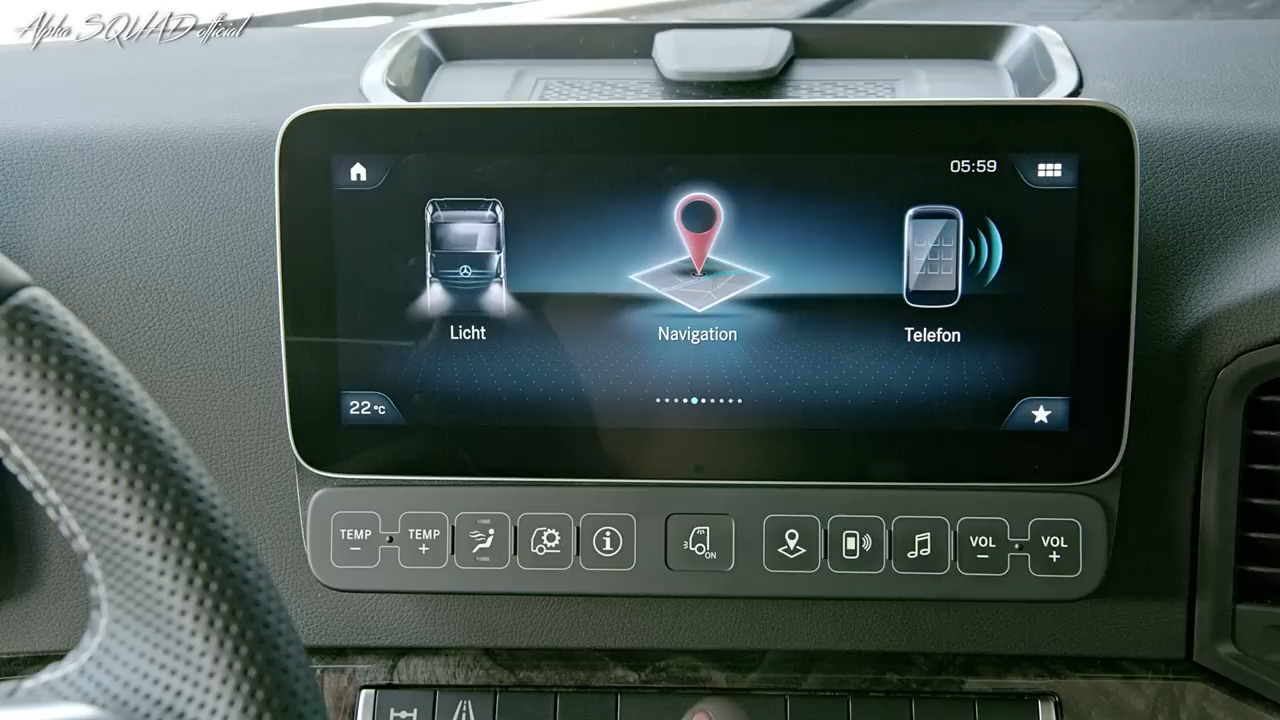 Alpha SQUAD official
05:59
Licht
Navigation
Telefon
22°C
TEMP
−
TEMP
+
ON
VOL
−
VOL
+